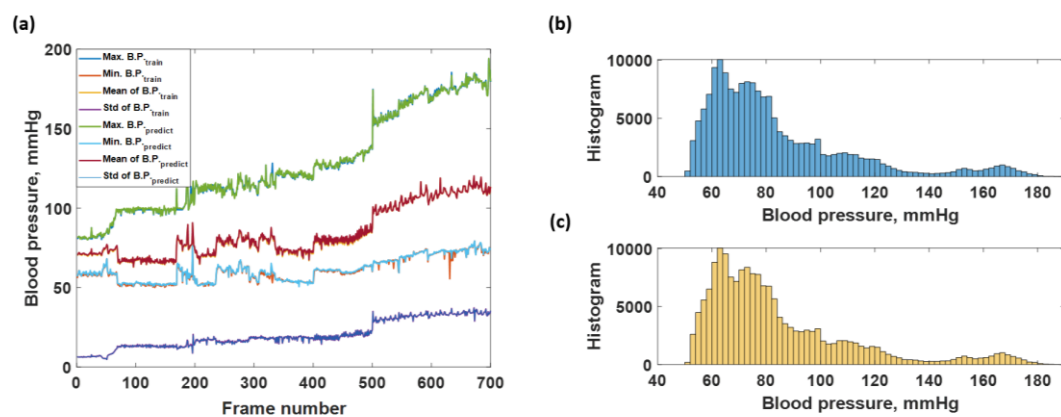 (a)
200
150
100
50
0
Blood pressure, mmHg
Max. B.P.train
Min. B.P.train
Mean of B.P.train
Std of B.P.train
Max. B.P.predict
Min. B.P.predict
Mean of B.P.predict
Std of B.P.predict
0 100 200 300 400 500 600 700
Frame number
(b)
10000
5000
0
Histogram
40 60 80 100 120 140 160 180
Blood pressure, mmHg
(c)
10000
5000
0
Histogram
40 60 80 100 120 140 160 180
Blood pressure, mmHg